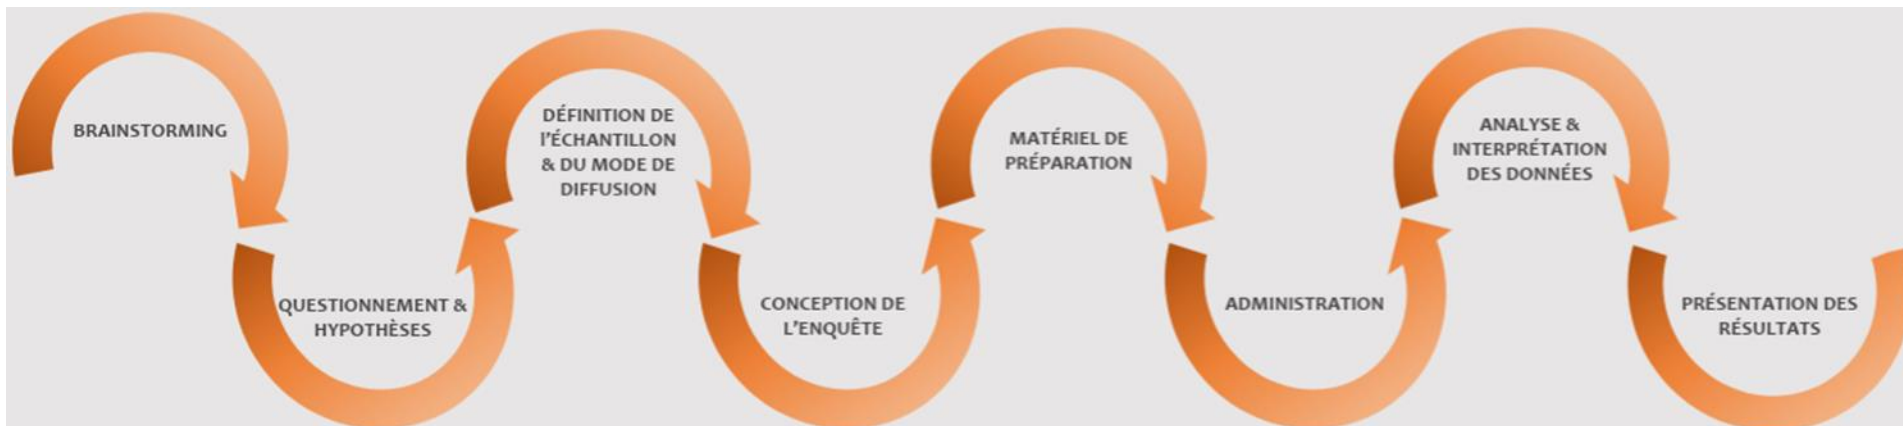 BRAINSTORMING
QUESTIONNEMENT &
HYPOTHÈSES
DÉFINITION DE
l'ÉCHANTILLON
& DU MODE DE
DIFFUSION
CONCEPTION DE
L'ENQUÊTE
MATÉRIEL DE
PRÉPARATION
ADMINISTRATION
ANALYSE &
INTERPRÉTATION
DES DONNÉES
PRÉSENTATION DES
RÉSULTATS